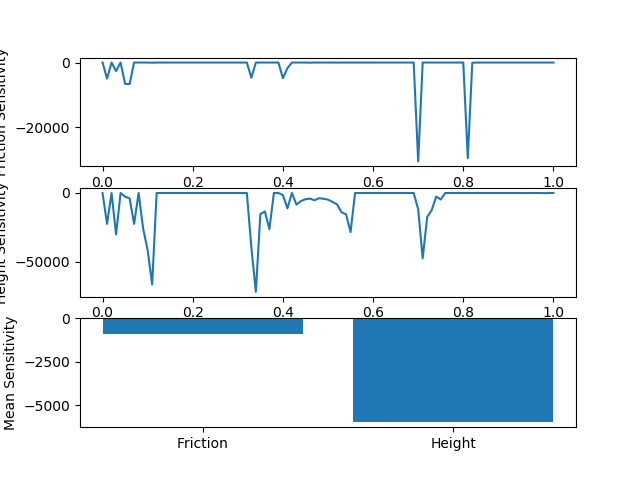 Friction Sensitivity
0
−20000
0.0 0.2 0.4 0.6 0.8 1.0
Height Sensitivity
0
−50000
0.0 0.2 0.4 0.6 0.8 1.0
Mean Sensitivity
0
−2500
−5000
Friction Height